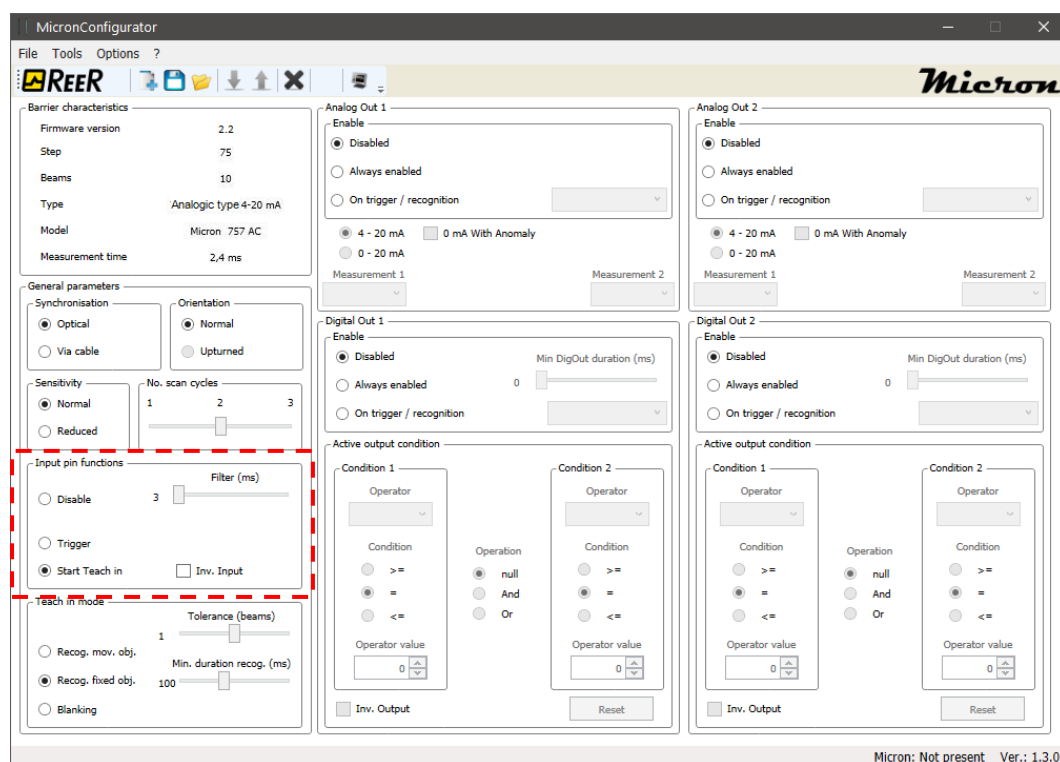 MicronConfigurator
File Tools Options ?
REER
Micron
Barrier characteristics
Firmware version 2.2
Step 75
Beams 10
Type Analogic type 4-20 mA
Model Micron 757 AC
Measurement time 2,4 ms
General parameters
Synchronisation
Optical
Via cable
Orientation
Normal
Upturned
Sensitivity
Normal
Reduced
No. scan cycles
1 2 3
Input pin functions
Filter (ms)
Disable 3
Trigger
Start Teach in Inv. Input
Teach in mode
Tolerance (beams)
1
Recog. mov. obj.
Min. duration recog. (ms)
Recog. fixed obj. 100
Blanking
Analog Out 1
Enable
Disabled
Always enabled
On trigger / recognition
4 - 20 mA 0 mA With Anomaly
0 - 20 mA
Measurement 1 Measurement 2
Analog Out 2
Enable
Disabled
Always enabled
On trigger / recognition
4 - 20 mA 0 mA With Anomaly
0 - 20 mA
Measurement 1 Measurement 2
Digital Out 1
Enable
Disabled Min DigOut duration (ms)
Always enabled 0
On trigger / recognition
Active output condition
Condition 1
Operator
Condition
>=
=
<=
Operator value
0
Operation
null
And
Or
Condition 2
Operator
Condition
>=
=
<=
Operator value
0
Inv. Output Reset
Digital Out 2
Enable
Disabled Min DigOut duration (ms)
Always enabled 0
On trigger / recognition
Active output condition
Condition 1
Operator
Condition
>=
=
<=
Operator value
0
Operation
null
And
Or
Condition 2
Operator
Condition
>=
=
<=
Operator value
0
Inv. Output Reset
Micron: Not present Ver.: 1.3.0